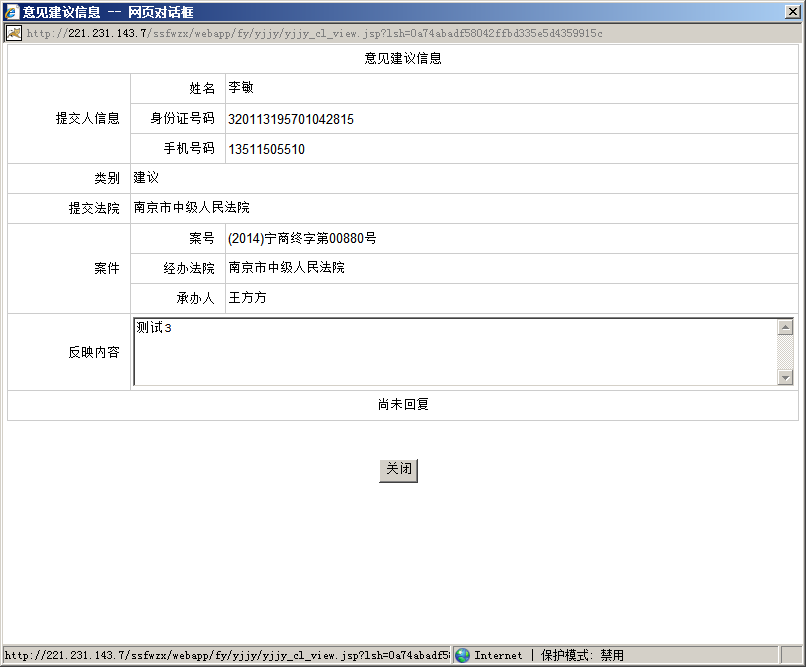 意见建议信息 -- 网页对话框
http://221.231.143.7/ssfwzx/webapp/fy/yjjy/yjjy_cl_view.jsp?lsh=0a74abadf58042ffbd335e5d4359915c
意见建议信息
提交人信息
姓名 李敏
身份证号码 320113195701042815
手机号码 13511505510
类别 建议
提交法院 南京市中级人民法院
案件
案号 (2014)宁商终字第00880号
经办法院 南京市中级人民法院
承办人 王方方
反映内容 测试3
尚未回复
关闭
http://221.231.143.7/ssfwzx/webapp/fy/yjjy/yjjy_cl_view.jsp?lsh=0a74abadf5
Internet | 保护模式: 禁用